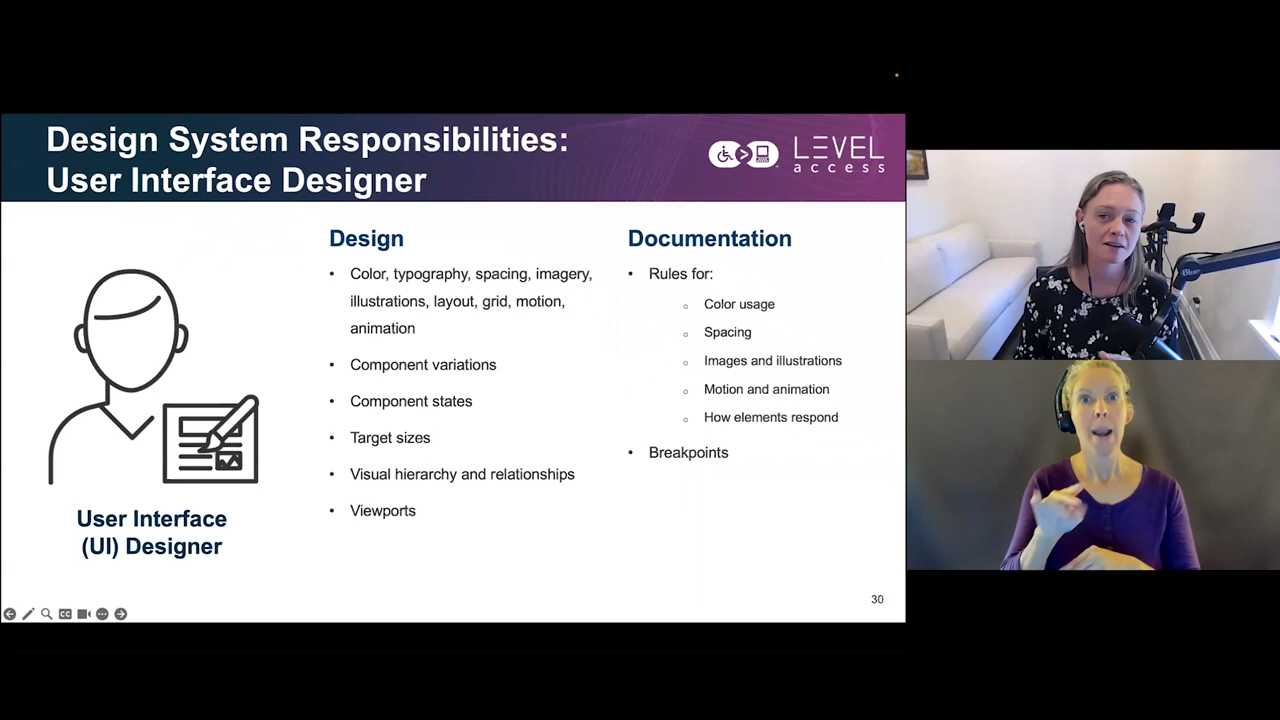 Design System Responsibilities:
User Interface Designer
LEVEL
access
User Interface
(UI) Designer
Design
• Color, typography, spacing, imagery,
illustrations, layout, grid, motion,
animation
• Component variations
• Component states
• Target sizes
• Visual hierarchy and relationships
• Viewports
Documentation
• Rules for:
○ Color usage
○ Spacing
○ Images and illustrations
○ Motion and animation
○ How elements respond
• Breakpoints
30
CC
Blue